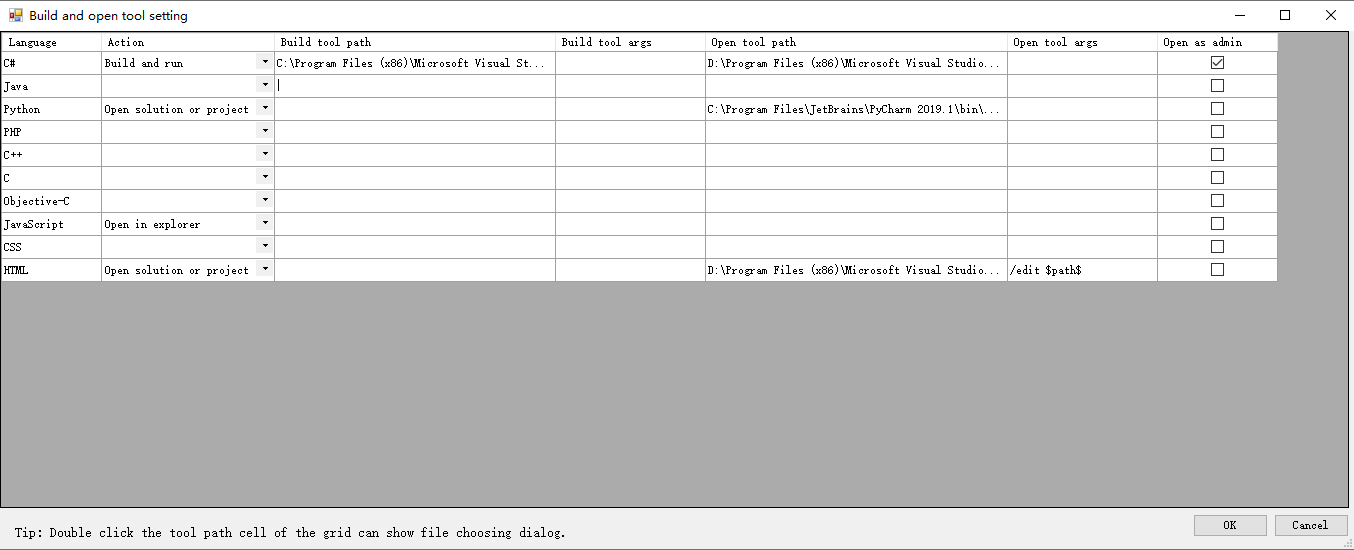 Build and open tool setting
Language Action Build tool path Build tool args Open tool path Open tool args Open as admin
C# Build and run C:\Program Files (x86)\Microsoft Visual St... D:\Program Files (x86)\Microsoft Visual Studio...
Java
Python Open solution or project C:\Program Files\JetBrains\PyCharm 2019.1\bin\...
PHP
C++
C
Objective-C
JavaScript Open in explorer
CSS
HTML Open solution or project D:\Program Files (x86)\Microsoft Visual Studio... /edit $path$
Tip: Double click the tool path cell of the grid can show file choosing dialog.
OK Cancel